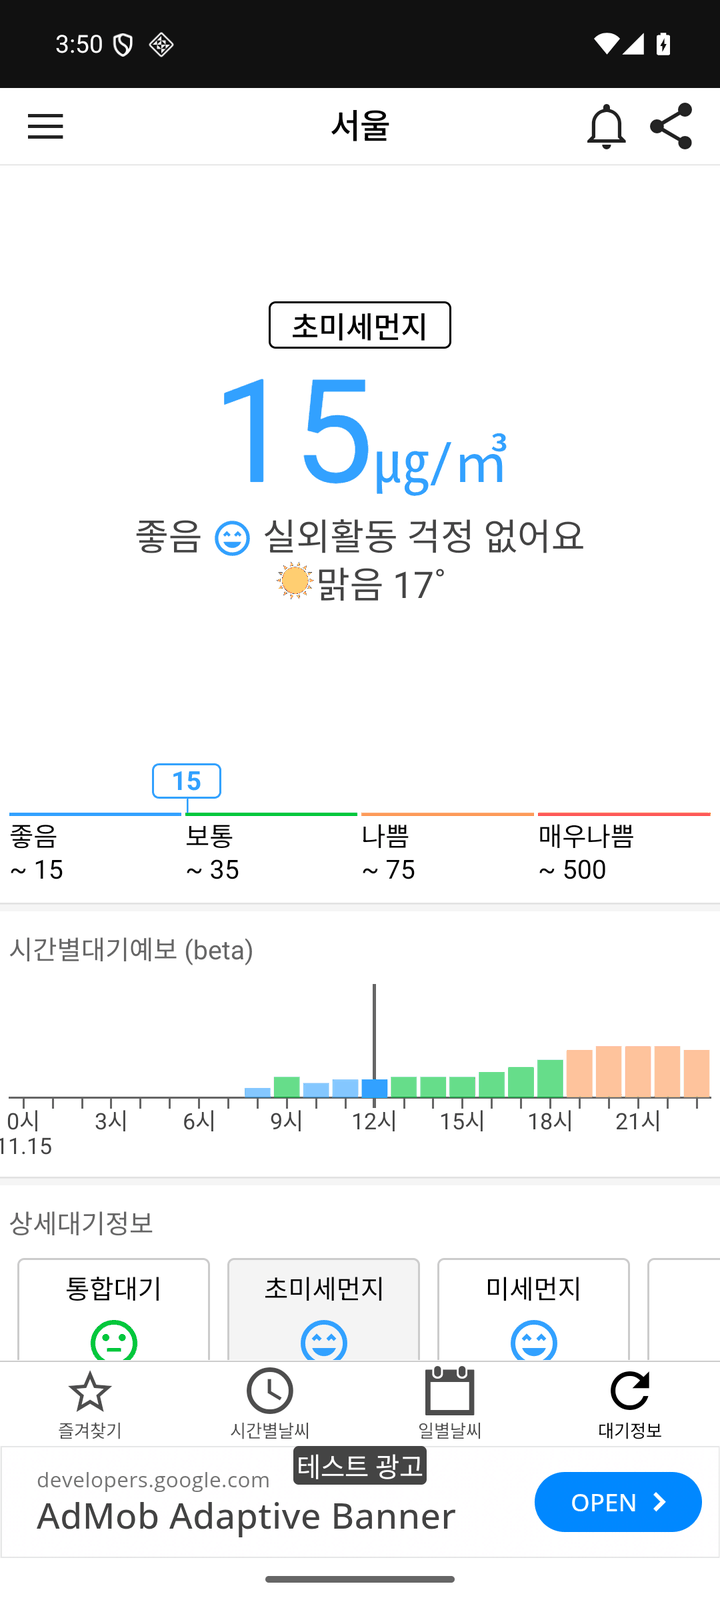 3:50
서울
초미세먼지
15µg/㎥
좋음 실외활동 걱정 없어요
맑음 17˚
15
좋음 보통 나쁨 매우나쁨
~ 15 ~ 35 ~ 75 ~ 500
시간별대기예보 (beta)
0시 3시 6시 9시 12시 15시 18시 21시
11.15
상세대기정보
통합대기 초미세먼지 미세먼지
즐겨찾기 시간별날씨 일별날씨 대기정보
테스트 광고
developers.google.com
AdMob Adaptive Banner
OPEN